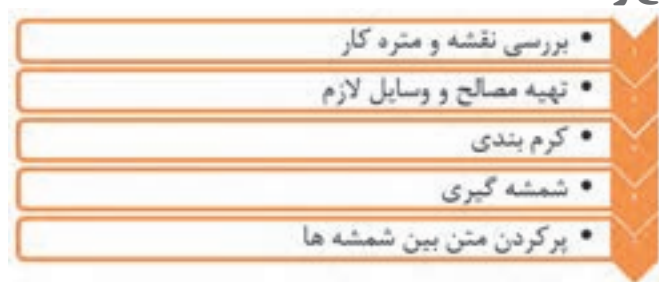 • بررسی نقشه و متره کار
• تهیه مصالح و وسایل لازم
• کرم بندی
• شمشه گیری
• پرکردن متن بین شمشه ها